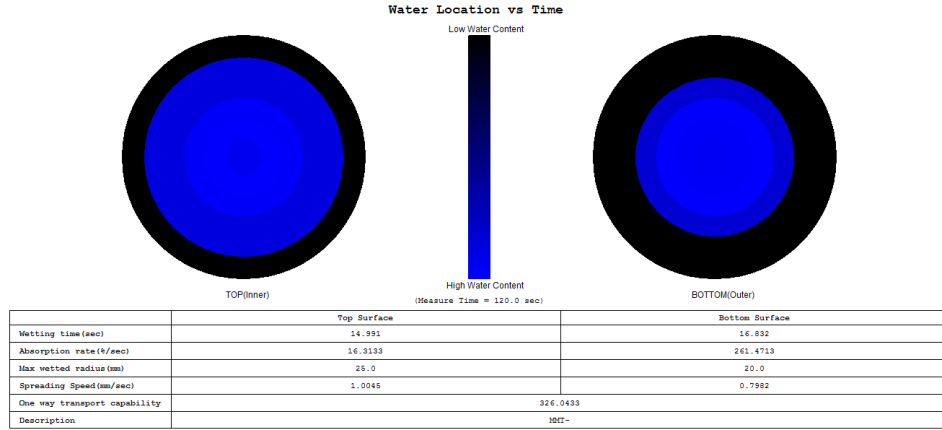 Water Location vs Time
Low Water Content
High Water Content
TOP(Inner)
(Measure Time = 120.0 sec)
BOTTOM(Outer)
Top Surface Bottom Surface
Wetting time(sec) 14.991 16.832
Absorption rate(%/sec) 16.3133 261.4713
Max wetted radius(mm) 25.0 20.0
Spreading Speed(mm/sec) 1.0045 0.7982
One way transport capability 326.0433
Description MMT-